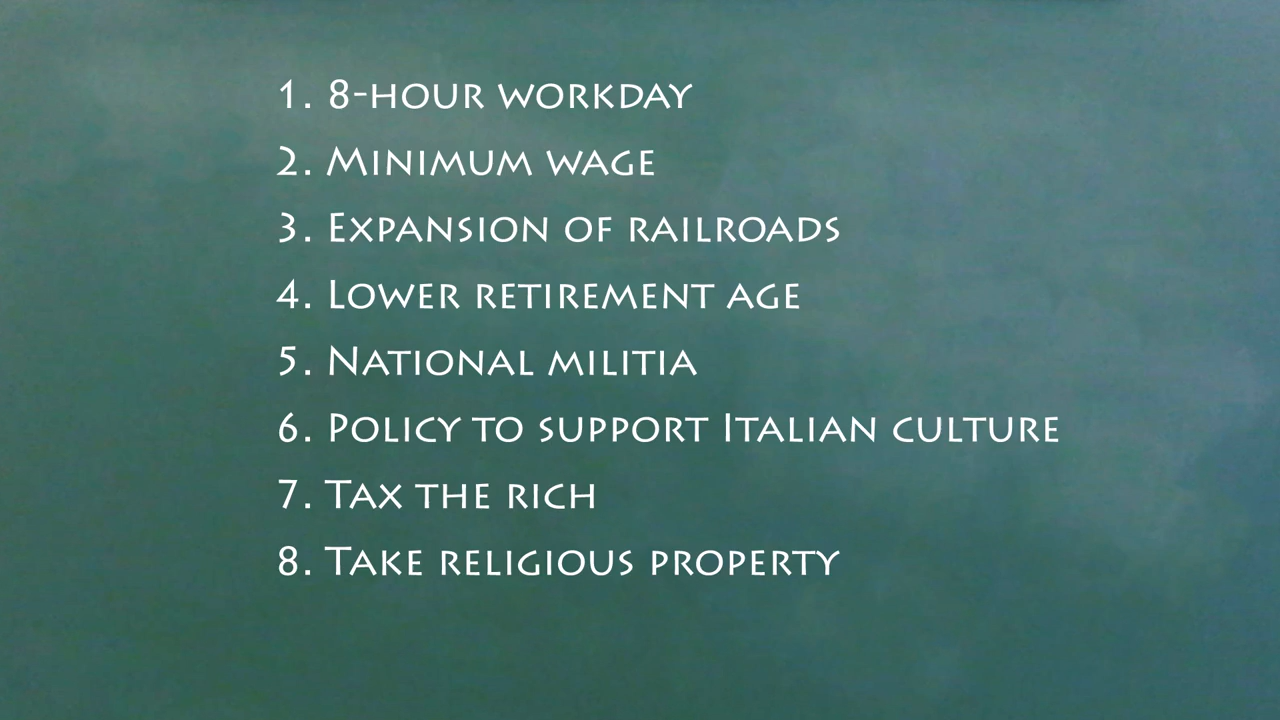 1. 8-hour workday
2. Minimum wage
3. Expansion of railroads
4. Lower retirement age
5. National militia
6. Policy to support Italian culture
7. Tax the rich
8. Take religious property